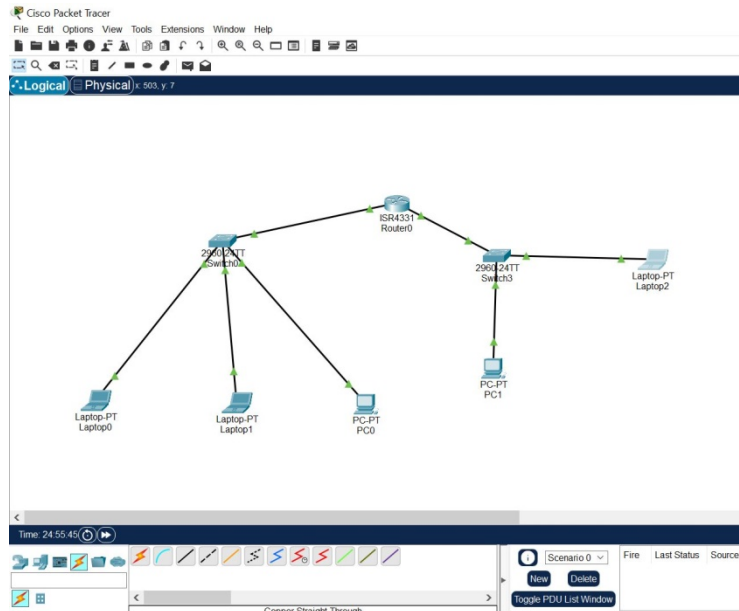 Cisco Packet Tracer
File Edit Options View Tools Extensions Window Help
Logical Physical x: 503, y: 7
ISR4331
Router0
2960-24TT
Switch0
2960-24TT
Switch3
Laptop-PT
Laptop2
PC-PT
PC1
Laptop-PT
Laptop0
Laptop-PT
Laptop1
PC-PT
PC0
Time: 24:55:45
Scenario 0
Fire Last Status Source
New Delete
Toggle PDU List Window
Copper Straight-Through